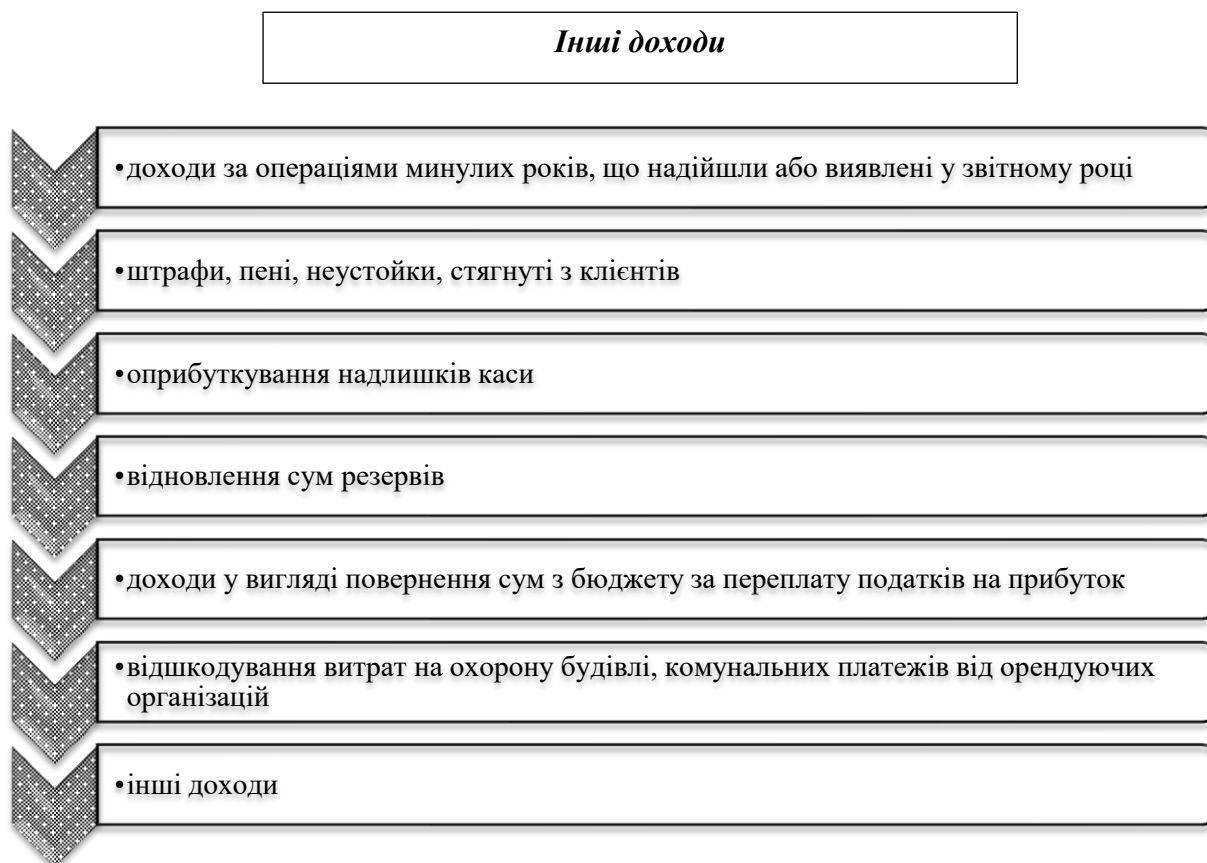 Інші доходи
•доходи за операціями минулих років, що надійшли або виявлені у звітному році
•штрафи, пені, неустойки, стягнуті з клієнтів
•оприбуткування надлишків каси
•відновлення сум резервів
•доходи у вигляді повернення сум з бюджету за переплату податків на прибуток
•відшкодування витрат на охорону будівлі, комунальних платежів від орендуючих
організацій
•інші доходи